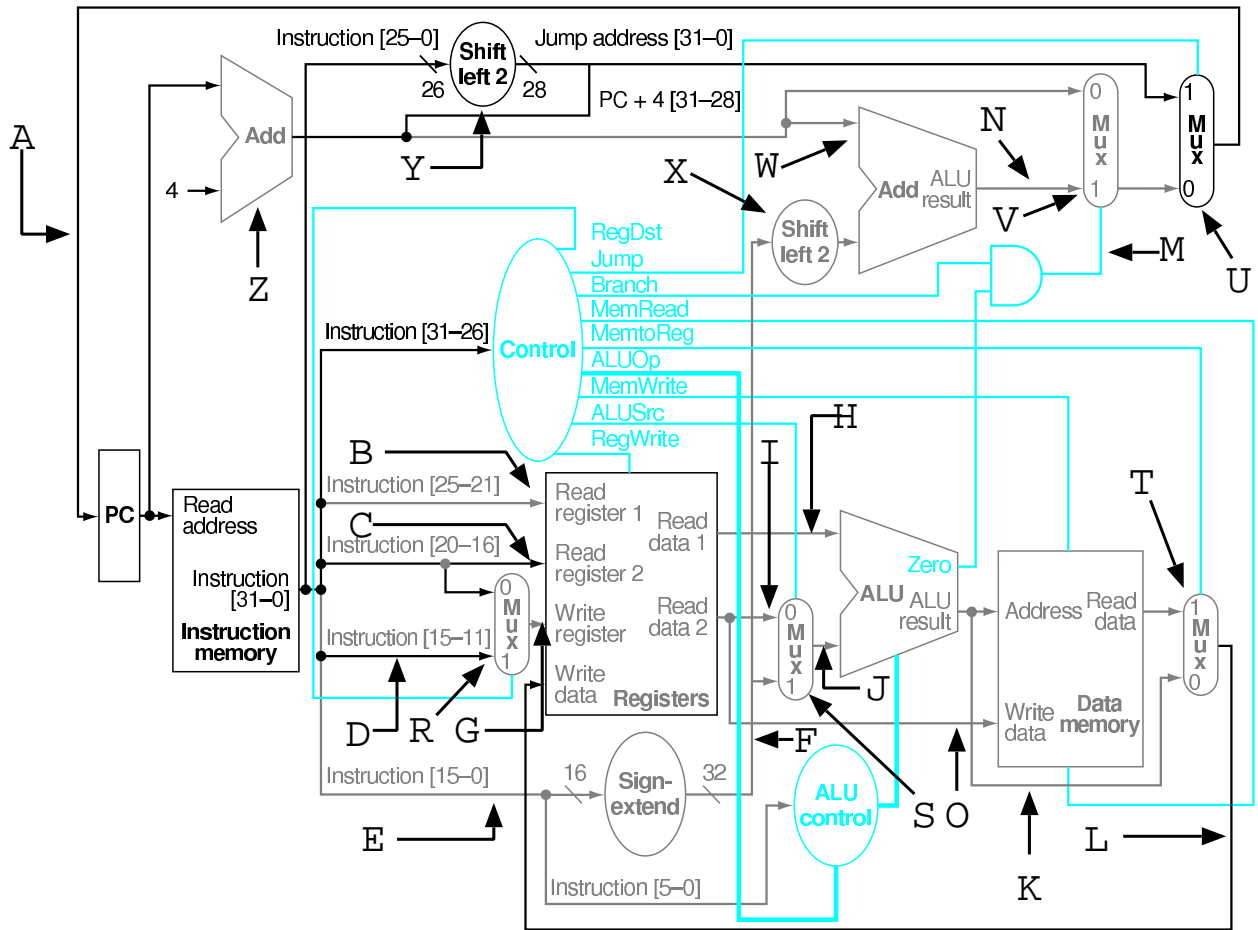 Instruction [25–0]
Shift
left 2
Jump address [31–0]
26
28
PC + 4 [31–28]
A
Add
4
Y
Z
X
W
N
V
M
U
0
M
u
x
1
1
M
u
x
0
Add
ALU
result
Shift
left 2
RegDst
Jump
Branch
MemRead
MemtoReg
ALUOp
MemWrite
ALUSrc
RegWrite
Instruction [31–26]
Control
H
B
I
T
Instruction [25–21]
C
Instruction [20–16]
PC
Read
address
Instruction
[31–0]
Instruction
memory
Read
register 1
Read
register 2
Write
register
Write
data
Read
data 1
Read
data 2
Registers
0
M
u
x
1
Instruction [15–11]
D
R
G
0
M
u
x
1
Zero
ALU
ALU
result
J
F
Address
Read
data
Write
data
Data
memory
1
M
u
x
0
Instruction [15–0]
16
Sign-
extend
32
ALU
control
E
S
O
K
L
Instruction [5–0]